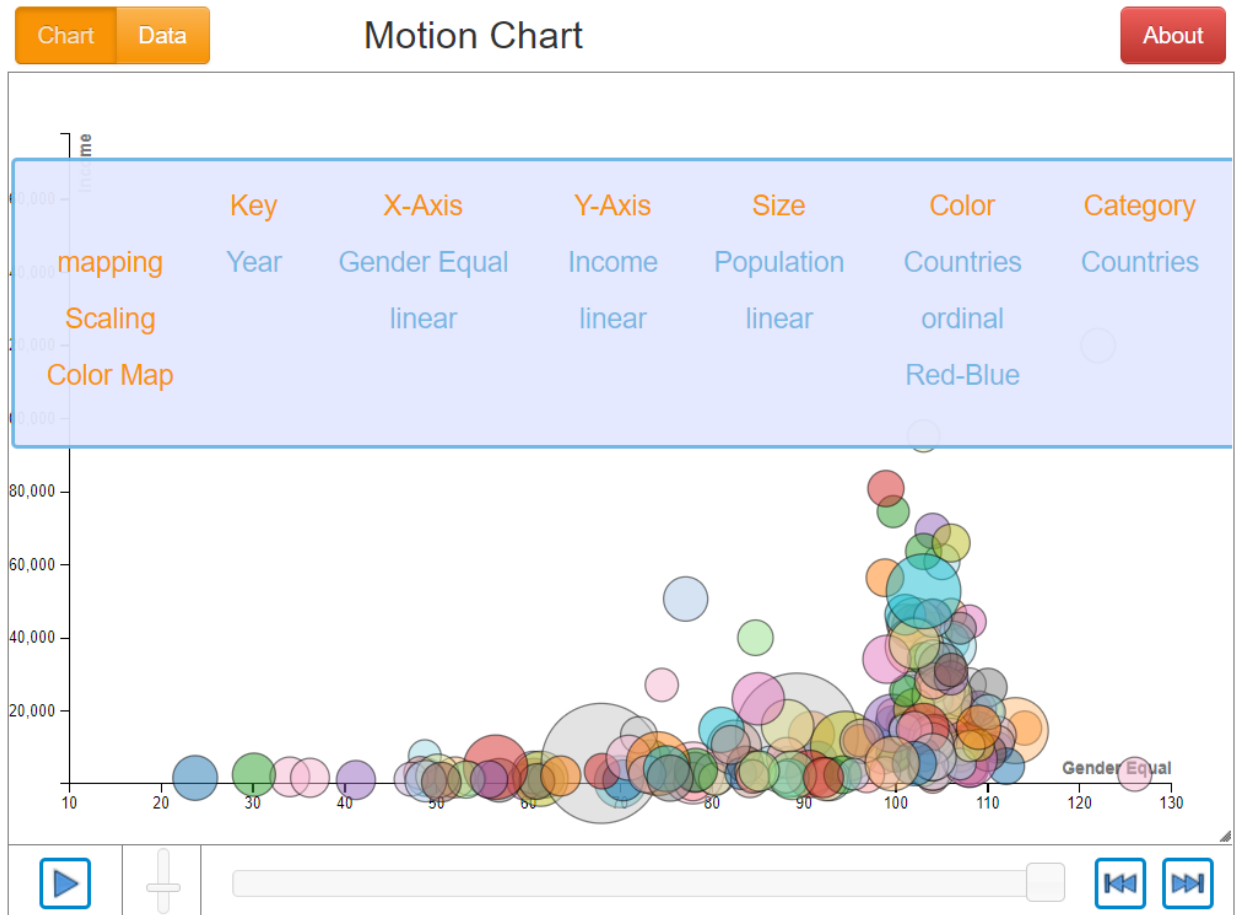 Chart Data Motion Chart About
Income
Key X-Axis Y-Axis Size Color Category
mapping Year Gender Equal Income Population Countries Countries
Scaling linear linear linear ordinal
Color Map Red-Blue
80,000
60,000
40,000
20,000
Gender Equal
10 20 30 40 50 60 70 80 90 100 110 120 130